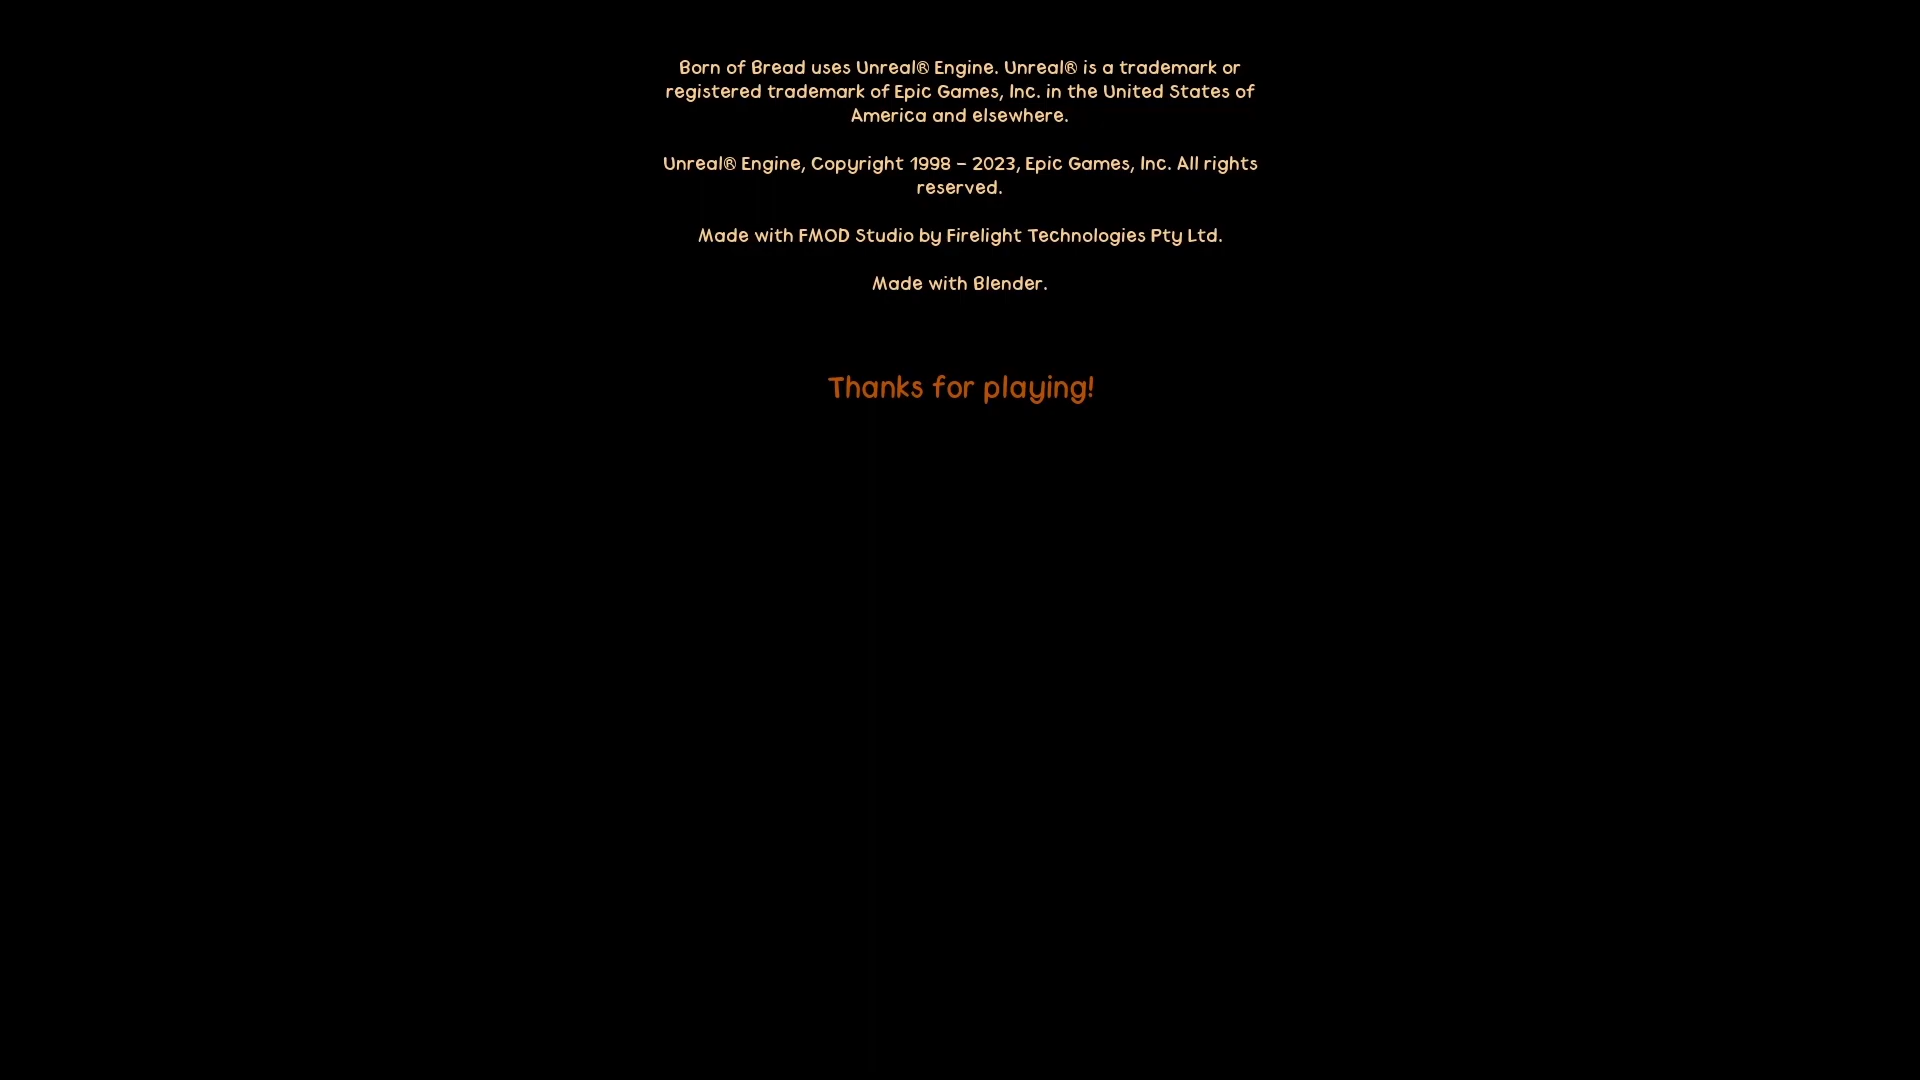 Born of Bread uses Unreal® Engine. Unreal® is a trademark or
registered trademark of Epic Games, Inc. in the United States of
America and elsewhere.
Unreal® Engine, Copyright 1998 – 2023, Epic Games, Inc. All rights
reserved.
Made with FMOD Studio by Firelight Technologies Pty Ltd.
Made with Blender.
Thanks for playing!